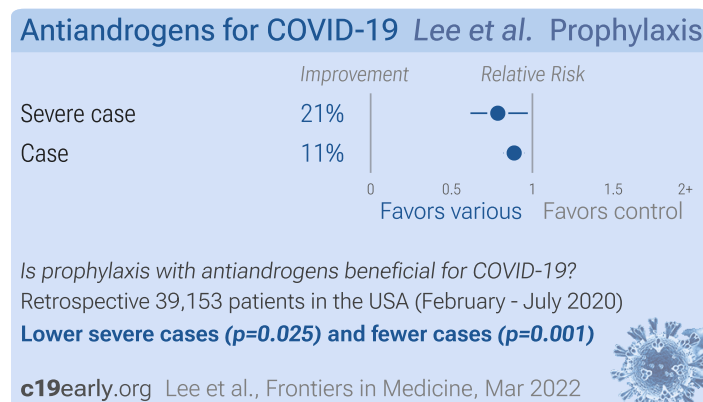 Antiandrogens for COVID-19 Lee et al. Prophylaxis
Improvement Relative Risk
Severe case 21%
Case 11%
0 0.5 1 1.5 2+
Favors various Favors control
Is prophylaxis with antiandrogens beneficial for COVID-19?
Retrospective 39,153 patients in the USA (February - July 2020)
Lower severe cases (p=0.025) and fewer cases (p=0.001)
c19early.org Lee et al., Frontiers in Medicine, Mar 2022